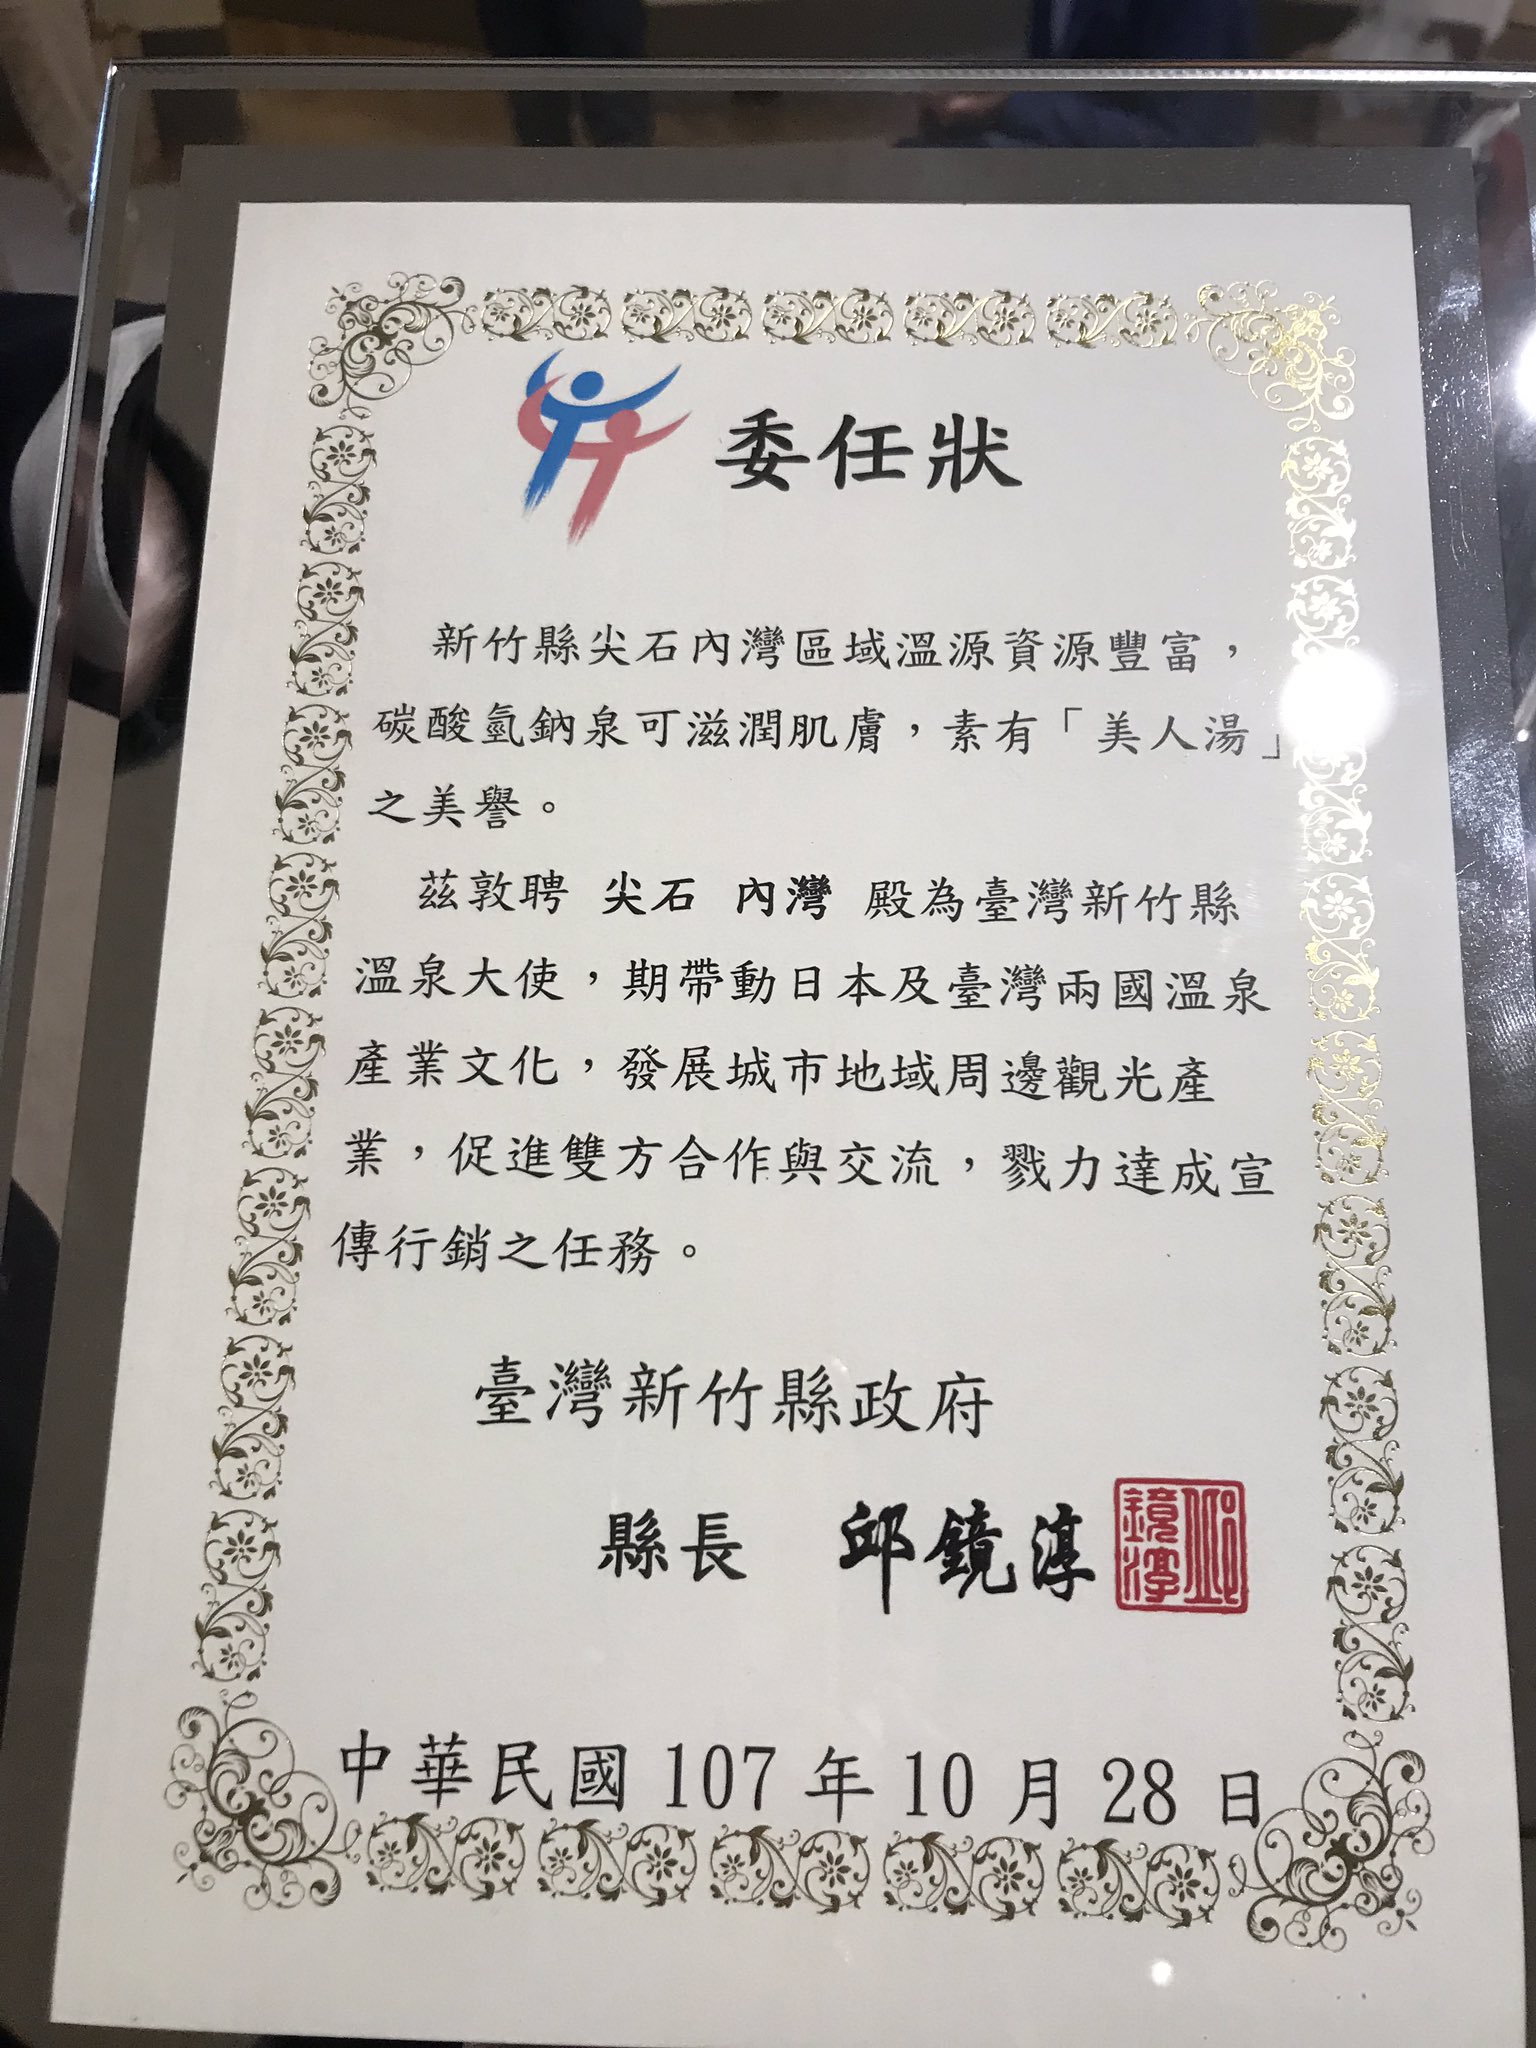 委任狀
新竹縣尖石內灣區域溫源資源豐富，
碳酸氫鈉泉可滋潤肌膚，素有「美人湯」
之美譽。
茲敦聘 尖石 內灣 殿為臺灣新竹縣
溫泉大使，期帶動日本及臺灣兩國溫泉
產業文化，發展城市地域周邊觀光產
業，促進雙方合作與交流，戮力達成宣
傳行銷之任務。
臺灣新竹縣政府
縣長 邱鏡淳
邱鏡淳
中華民國 107 年 10 月 28 日